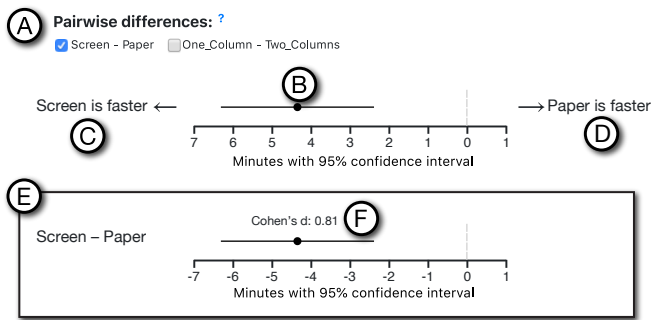 A Pairwise differences: ?
Screen - Paper One_Column - Two_Columns
B
Screen is faster ← → Paper is faster
C D
7 6 5 4 3 2 1 0 1
Minutes with 95% confidence interval
E
Cohen's d: 0.81 F
Screen – Paper
-7 -6 -5 -4 -3 -2 -1 0 1
Minutes with 95% confidence interval